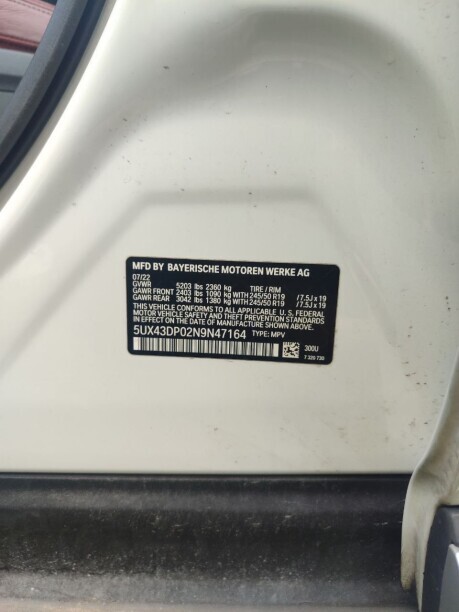 MFD BY BAYERISCHE MOTOREN WERKE AG
07/22
GVWR 5203 lbs 2360 kg TIRE / RIM
GAWR FRONT 2403 lbs 1090 kg WITH 245/50 R19 /7.5J x 19
GAWR REAR 3042 lbs 1380 kg WITH 245/50 R19 /7.5J x 19
THIS VEHICLE CONFORMS TO ALL APPLICABLE U. S. FEDERAL
MOTOR VEHICLE SAFETY, BUMPER, AND THEFT PREVENTION
STANDARDS IN EFFECT ON THE DATE OF MANUFACTURE SHOWN ABOVE.
5UX43DP02N9N47164 TYPE: MPV
300U